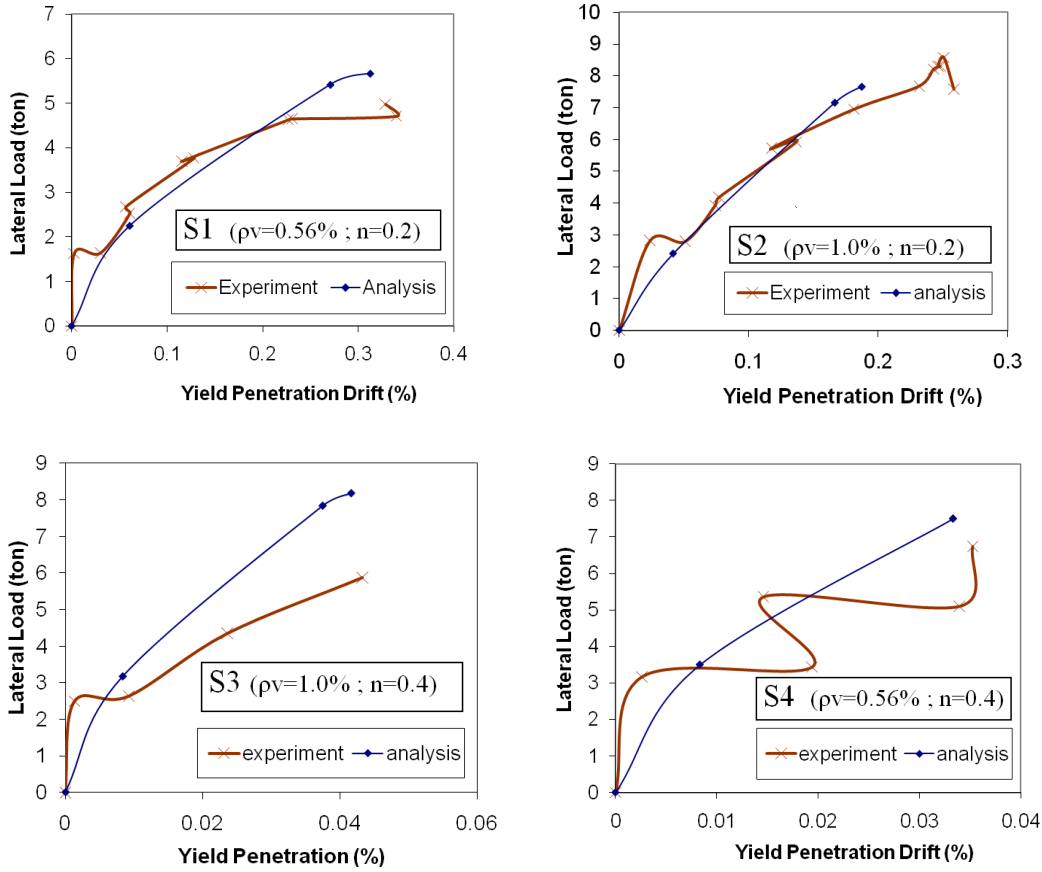 7
6
5
4
3
2
1
0
Lateral Load (ton)
S1 (ρv=0.56% ; n=0.2)
Experiment Analysis
0 0.1 0.2 0.3 0.4
Yield Penetration Drift (%)
10
9
8
7
6
5
4
3
2
1
0
Lateral Load (ton)
S2 (ρv=1.0% ; n=0.2)
Experiment analysis
0 0.1 0.2 0.3
Yield Penetration Drift (%)
9
8
7
6
5
4
3
2
1
0
Lateral Load (ton)
S3 (ρv=1.0% ; n=0.4)
experiment analysis
0 0.02 0.04 0.06
Yield Penetration (%)
9
8
7
6
5
4
3
2
1
0
Lateral Load (ton)
S4 (ρv=0.56% ; n=0.4)
experiment analysis
0 0.01 0.02 0.03 0.04
Yield Penetration Drift (%)